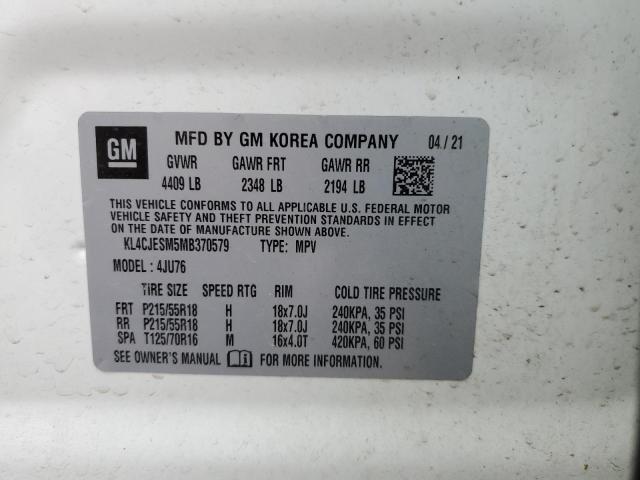 GM MFD BY GM KOREA COMPANY 04 / 21
GVWR GAWR FRT GAWR RR
4409 LB 2348 LB 2194 LB
THIS VEHICLE CONFORMS TO ALL APPLICABLE U.S. FEDERAL MOTOR
VEHICLE SAFETY AND THEFT PREVENTION STANDARDS IN EFFECT
ON THE DATE OF MANUFACTURE SHOWN ABOVE.
KL4CJESM5MB370579 TYPE: MPV
MODEL: 4JU76
TIRE SIZE SPEED RTG RIM COLD TIRE PRESSURE
FRT P215/55R18 H 18x7.0J 240KPA, 35 PSI
RR P215/55R18 H 18x7.0J 240KPA, 35 PSI
SPA T125/70R16 M 16x4.0T 420KPA, 60 PSI
SEE OWNER'S MANUAL FOR MORE INFORMATION.